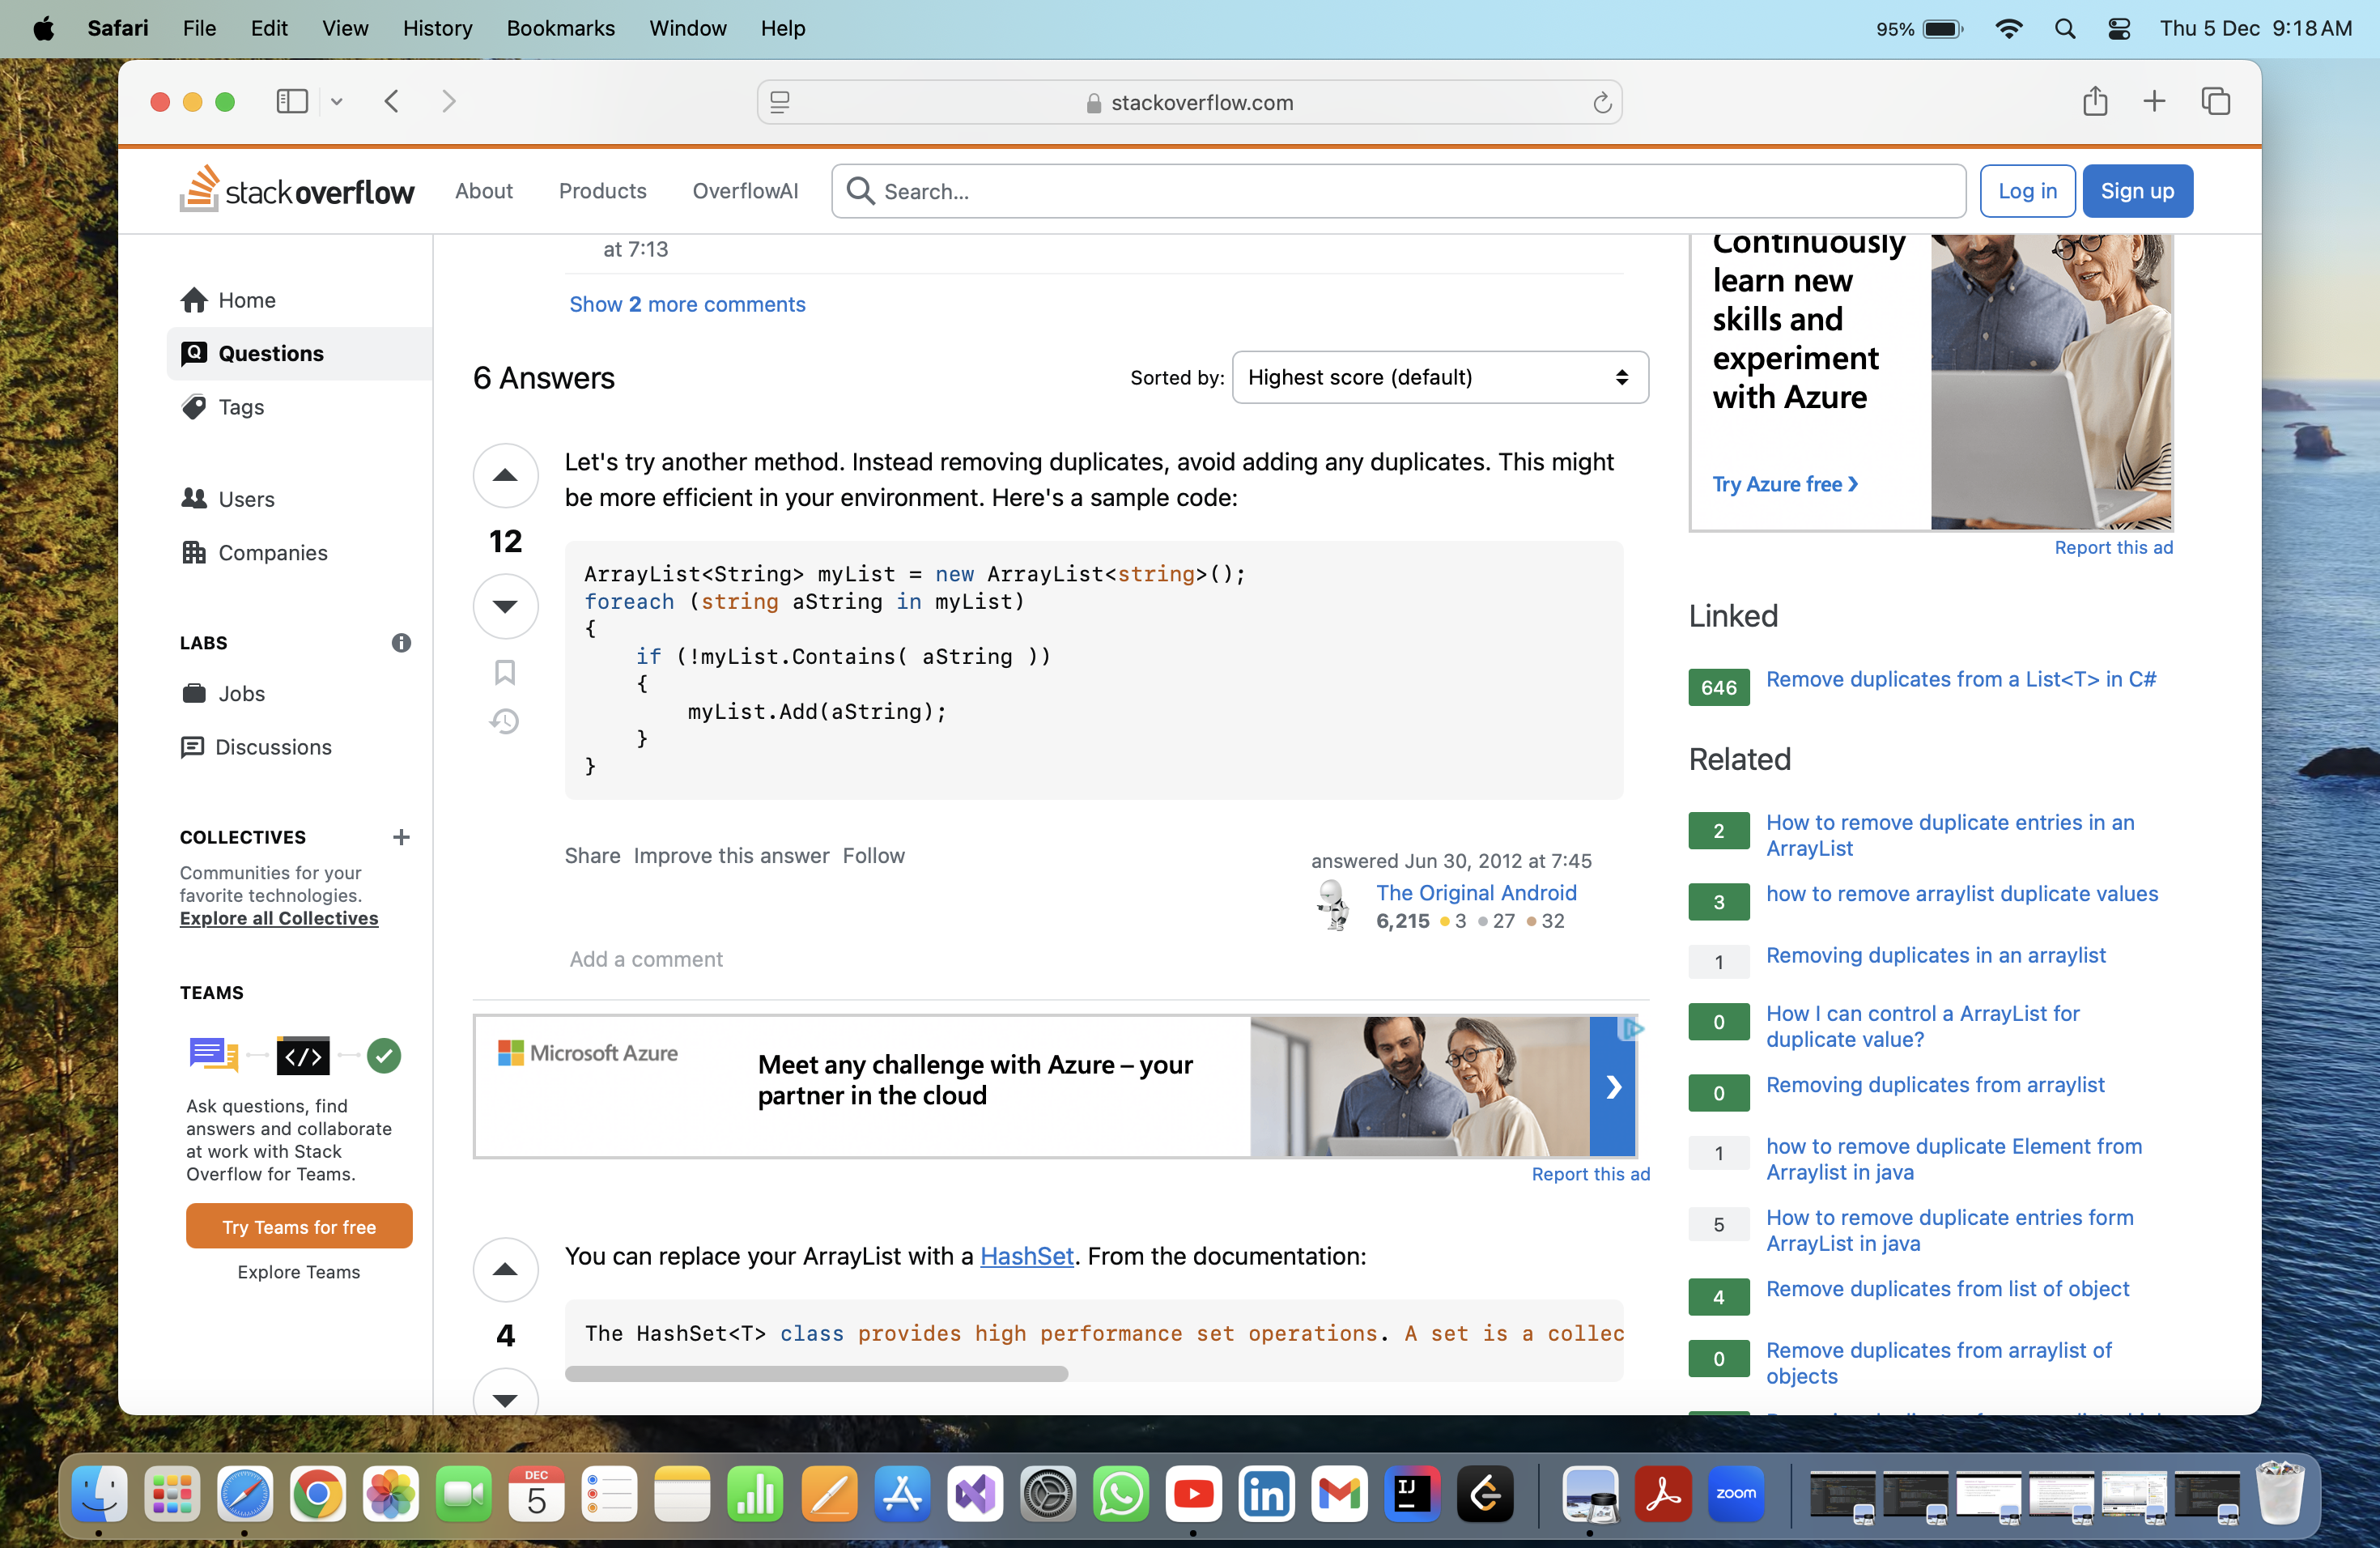 Safari File Edit View History Bookmarks Window Help 95% Thu 5 Dec 9:18 AM
stackoverflow.com
stackoverflow About Products OverflowAI Search... Log in Sign up
Home
Questions
Tags
Users
Companies
LABS
Jobs
Discussions
COLLECTIVES
Communities for your
favorite technologies.
Explore all Collectives
TEAMS
</>
Ask questions, find
answers and collaborate
at work with Stack
Overflow for Teams.
Try Teams for free
Explore Teams
at 7:13
Show 2 more comments
6 Answers
Sorted by: Highest score (default)
12
Let's try another method. Instead removing duplicates, avoid adding any duplicates. This might
be more efficient in your environment. Here's a sample code:
ArrayList<String> myList = new ArrayList<string>();
foreach (string aString in myList)
{
    if (!myList.Contains( aString ))
    {
        myList.Add(aString);
    }
}
Share Improve this answer Follow
answered Jun 30, 2012 at 7:45
The Original Android
6,215 3 27 32
Add a comment
Microsoft Azure
Meet any challenge with Azure – your
partner in the cloud
Report this ad
4
You can replace your ArrayList with a HashSet. From the documentation:
The HashSet<T> class provides high performance set operations. A set is a collec
Continuously
learn new
skills and
experiment
with Azure
Try Azure free
Report this ad
Linked
646 Remove duplicates from a List<T> in C#
Related
2 How to remove duplicate entries in an
ArrayList
3 how to remove arraylist duplicate values
1 Removing duplicates in an arraylist
0 How I can control a ArrayList for
duplicate value?
0 Removing duplicates from arraylist
1 how to remove duplicate Element from
Arraylist in java
5 How to remove duplicate entries form
ArrayList in java
4 Remove duplicates from list of object
0 Remove duplicates from arraylist of
objects
DEC
5
in
IJ
zoom